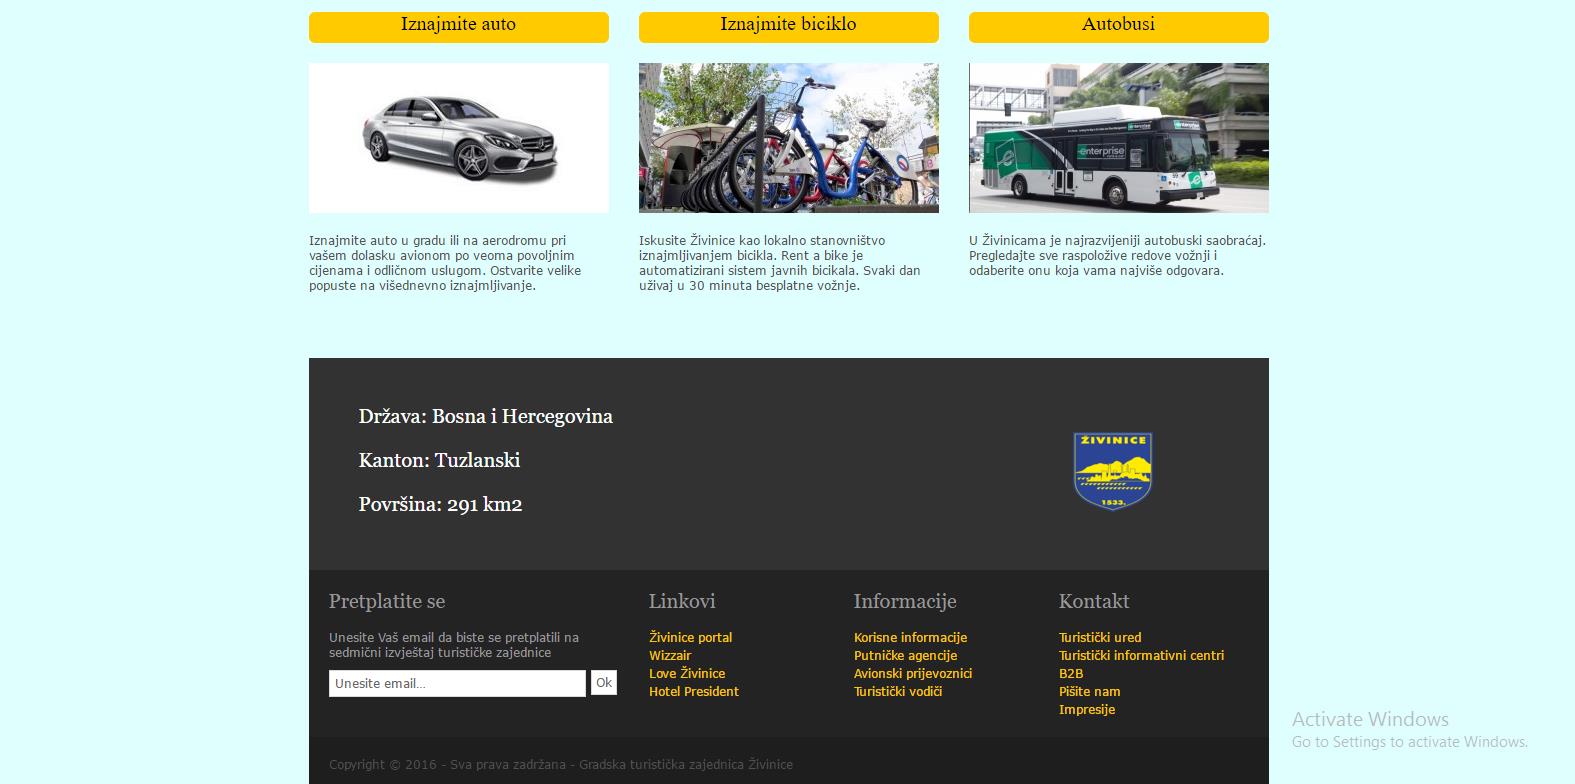 Iznajmite auto
Iznajmite biciklo
Autobusi
enterprise
enterprise
Iznajmite auto u gradu ili na aerodromu pri
vašem dolasku avionom po veoma povoljnim
cijenama i odličnom uslugom. Ostvarite velike
popuste na višednevno iznajmljivanje.
Iskusite Živinice kao lokalno stanovništvo
iznajmljivanjem bicikla. Rent a bike je
automatizirani sistem javnih bicikala. Svaki dan
uživaj u 30 minuta besplatne vožnje.
U Živinicama je najrazvijeniji autobuski saobraćaj.
Pregledajte sve raspoložive redove vožnji i
odaberite onu koja vama najviše odgovara.
Država: Bosna i Hercegovina
Kanton: Tuzlanski
Površina: 291 km2
ŽIVINICE
1533.
Pretplatite se
Unesite Vaš email da biste se pretplatili na
sedmični izvještaj turističke zajednice
Unesite email...
Ok
Linkovi
Živinice portal
Wizzair
Love Živinice
Hotel President
Informacije
Korisne informacije
Putničke agencije
Avionski prijevoznici
Turistički vodiči
Kontakt
Turistički ured
Turistički informativni centri
B2B
Pišite nam
Impresije
Activate Windows
Go to Settings to activate Windows.
Copyright © 2016 - Sva prava zadržana - Gradska turistička zajednica Živinice